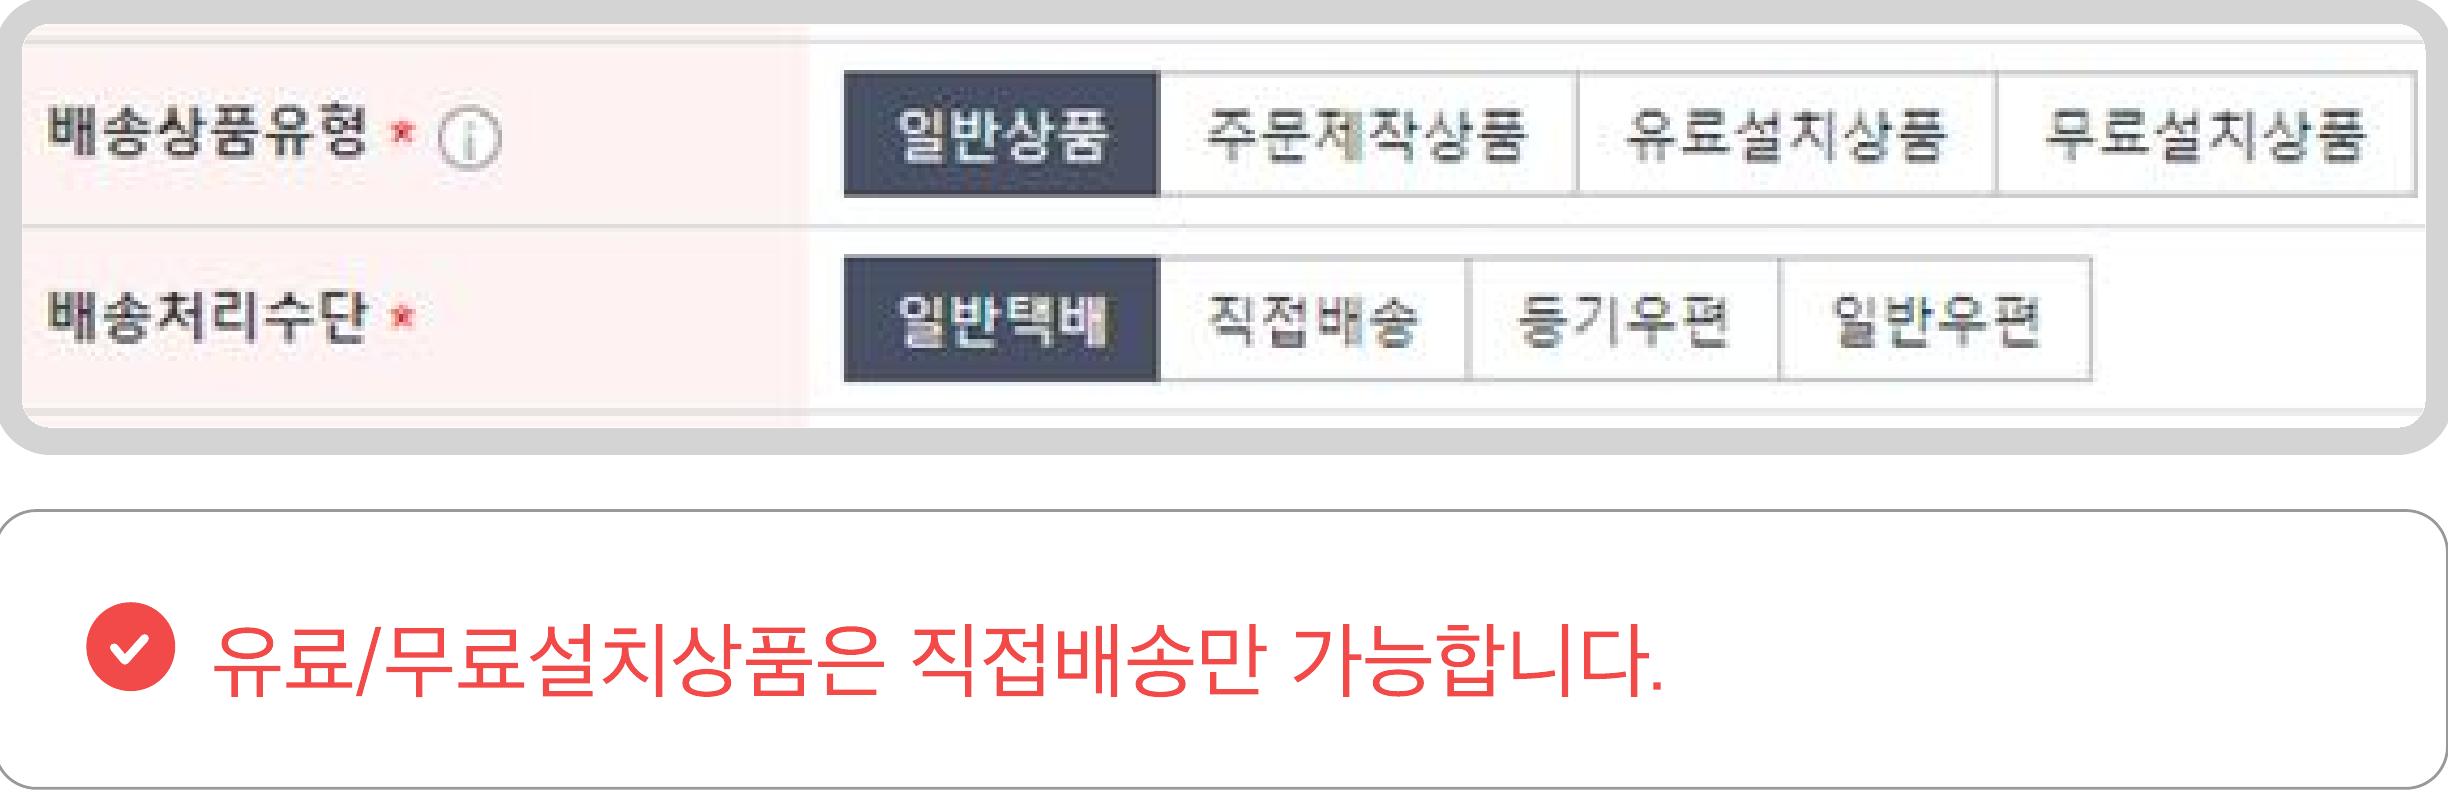 배송상품유형 * ⓘ 일반상품 주문제작상품 유료설치상품 무료설치상품
배송처리수단 * 일반택배 직접배송 등기우편 일반우편
유료/무료설치상품은 직접배송만 가능합니다.